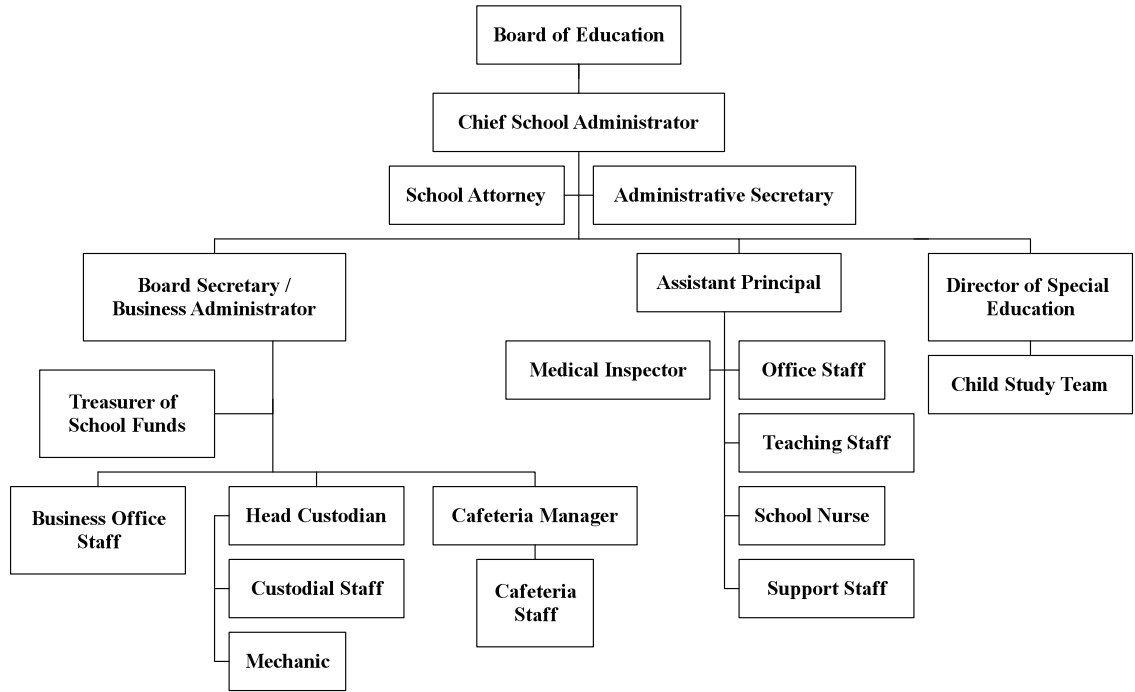 Board of Education
Chief School Administrator
School Attorney
Administrative Secretary
Board Secretary /
Business Administrator
Assistant Principal
Director of Special
Education
Medical Inspector
Office Staff
Child Study Team
Treasurer of
School Funds
Teaching Staff
Business Office
Staff
Head Custodian
Cafeteria Manager
School Nurse
Custodial Staff
Cafeteria
Staff
Support Staff
Mechanic